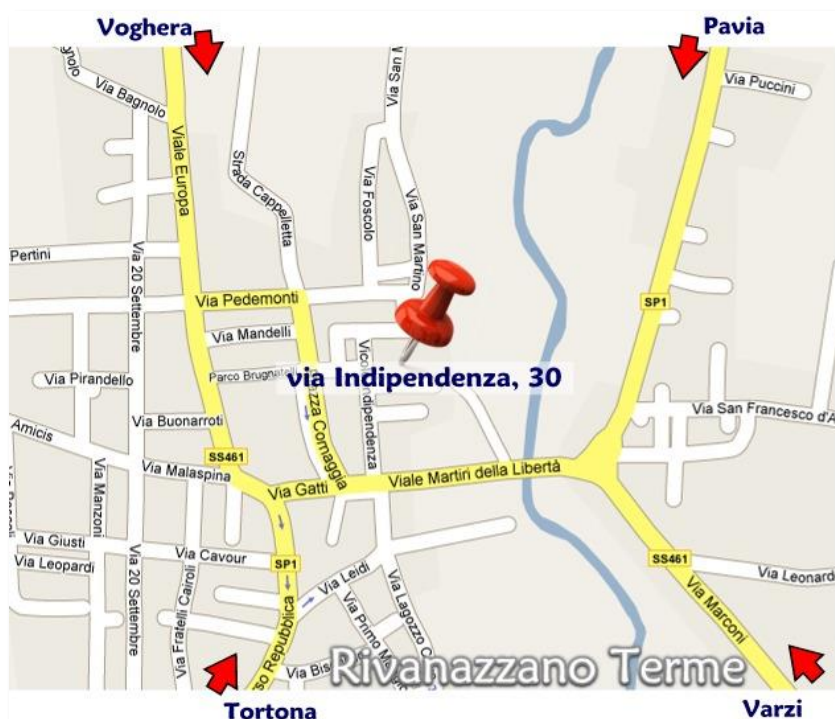 Voghera
Pavia
Via Bagnolo
Via San M
Via Puccini
Viale Europa
Strada Cappelletta
Via Foscolo
Via San Martino
Pertini
Via 20 Settembre
Via Pedemonti
SP1
Via Mandelli
Via Pirandello
Parco Brugnatelli
via Indipendenza, 30
Vicolo Indipendenza
Piazza Cornaggia
Via San Francesco d'A
Via Buonarroti
Amicis
SS461
Via Malaspina
Via Gatti
Viale Martiri della Libertà
Via Manzoni
Via Giusti
Via Cavour
Via Leopardi
SP1
Via Leidi
SS461
Via Leonard
Via 20 Settembre
Via Fratelli Cairoli
Corso Repubblica
Via Primo M
Via Lagozzo
Via Marconi
Via Bis
Rivanazzano Terme
Tortona
Varzi